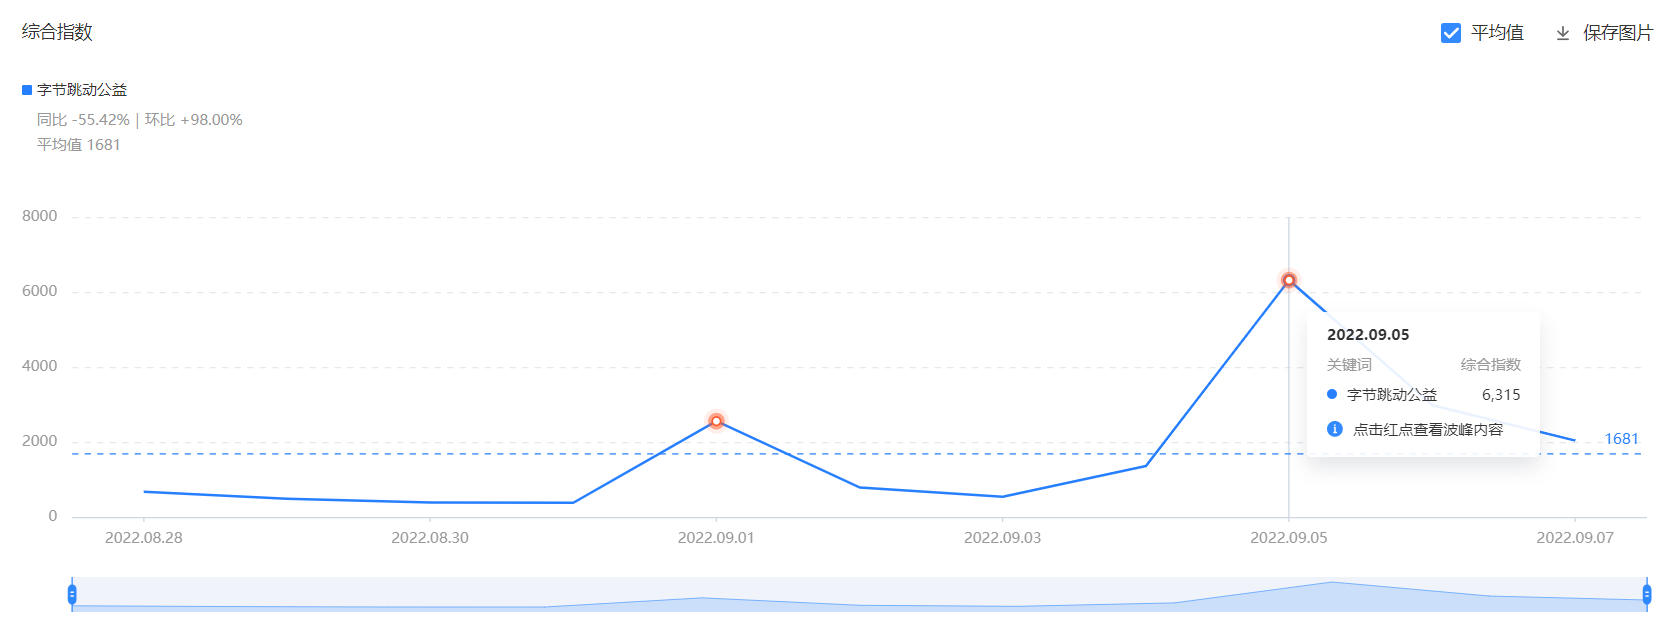 综合指数
平均值 保存图片
字节跳动公益
同比 -55.42% | 环比 +98.00%
平均值 1681
8000
6000
4000
2000
0
2022.09.05
关键词 综合指数
字节跳动公益 6,315
点击红点查看波峰内容
1681
2022.08.28 2022.08.30 2022.09.01 2022.09.03 2022.09.05 2022.09.07